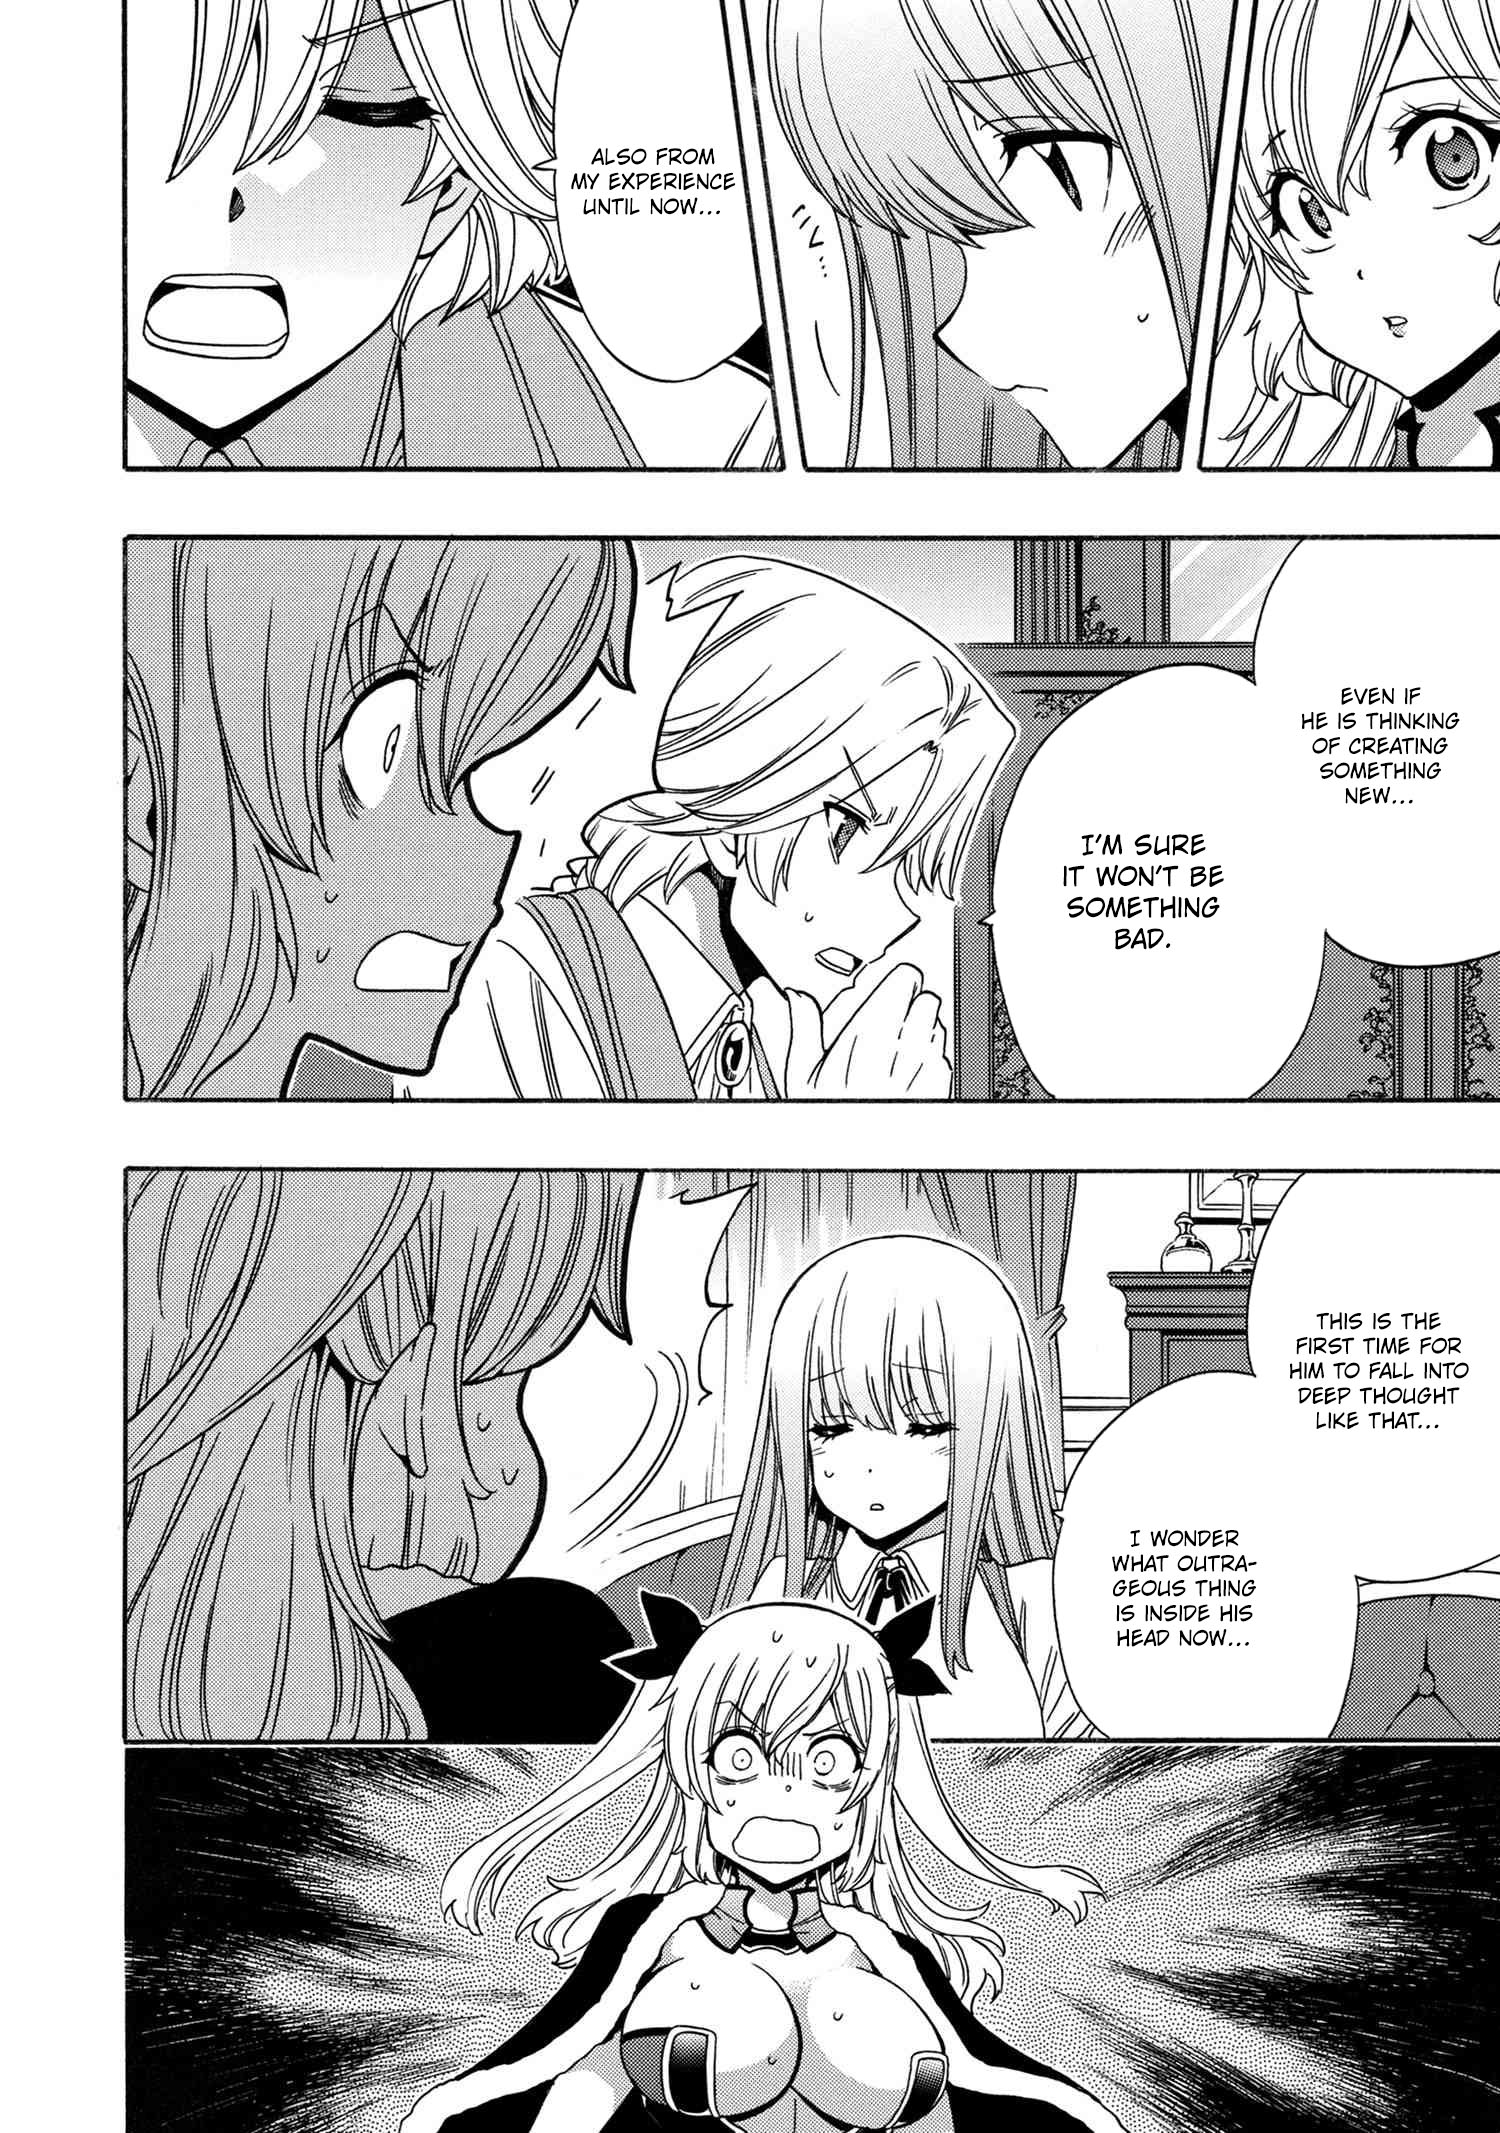 ALSO FROM
MY EXPERIENCE
UNTIL NOW...
EVEN IF
HE IS THINKING
OF CREATING
SOMETHING
NEW...
I'M SURE
IT WON'T BE
SOMETHING
BAD.
THIS IS THE
FIRST TIME FOR
HIM TO FALL INTO
DEEP THOUGHT
LIKE THAT...
I WONDER
WHAT OUTRA-
GEOUS THING
IS INSIDE HIS
HEAD NOW...